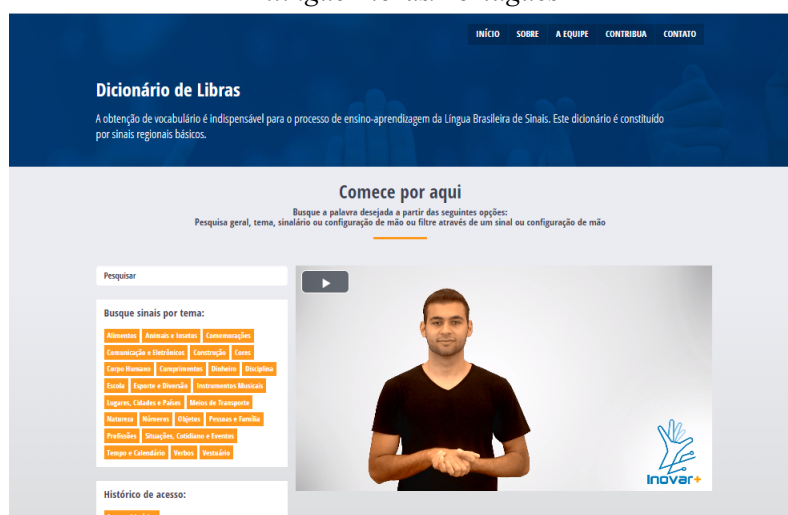 INÍCIO SOBRE A EQUIPE CONTRIBUA CONTATO
Dicionário de Libras
A obtenção de vocabulário é indispensável para o processo de ensino-aprendizagem da Língua Brasileira de Sinais. Este dicionário é constituído
por sinais regionais básicos.
Comece por aqui
Busque a palavra desejada a partir das seguintes opções:
Pesquisa geral, tema, sinalário ou configuração de mão ou filtre através de um sinal ou configuração de mão
Pesquisar
Busque sinais por tema:
Alimentos Animais e Insetos Comemorações
Comunicação e Eletrônicos Construção Cores
Corpo Humano Cumprimentos Dinheiro Disciplina
Escola Esporte e Diversão Instrumentos Musicais
Lugares, Cidades e Países Meios de Transporte
Natureza Números Objetos Pessoas e Família
Profissões Situações, Cotidiano e Eventos
Tempo e Calendário Verbos Vestuário
Inovar+
Histórico de acesso: